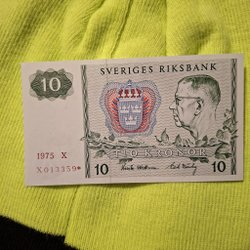 SVERIGES RIKSBANK
10
1975 X
X013359*
TIO KRONOR
10
10